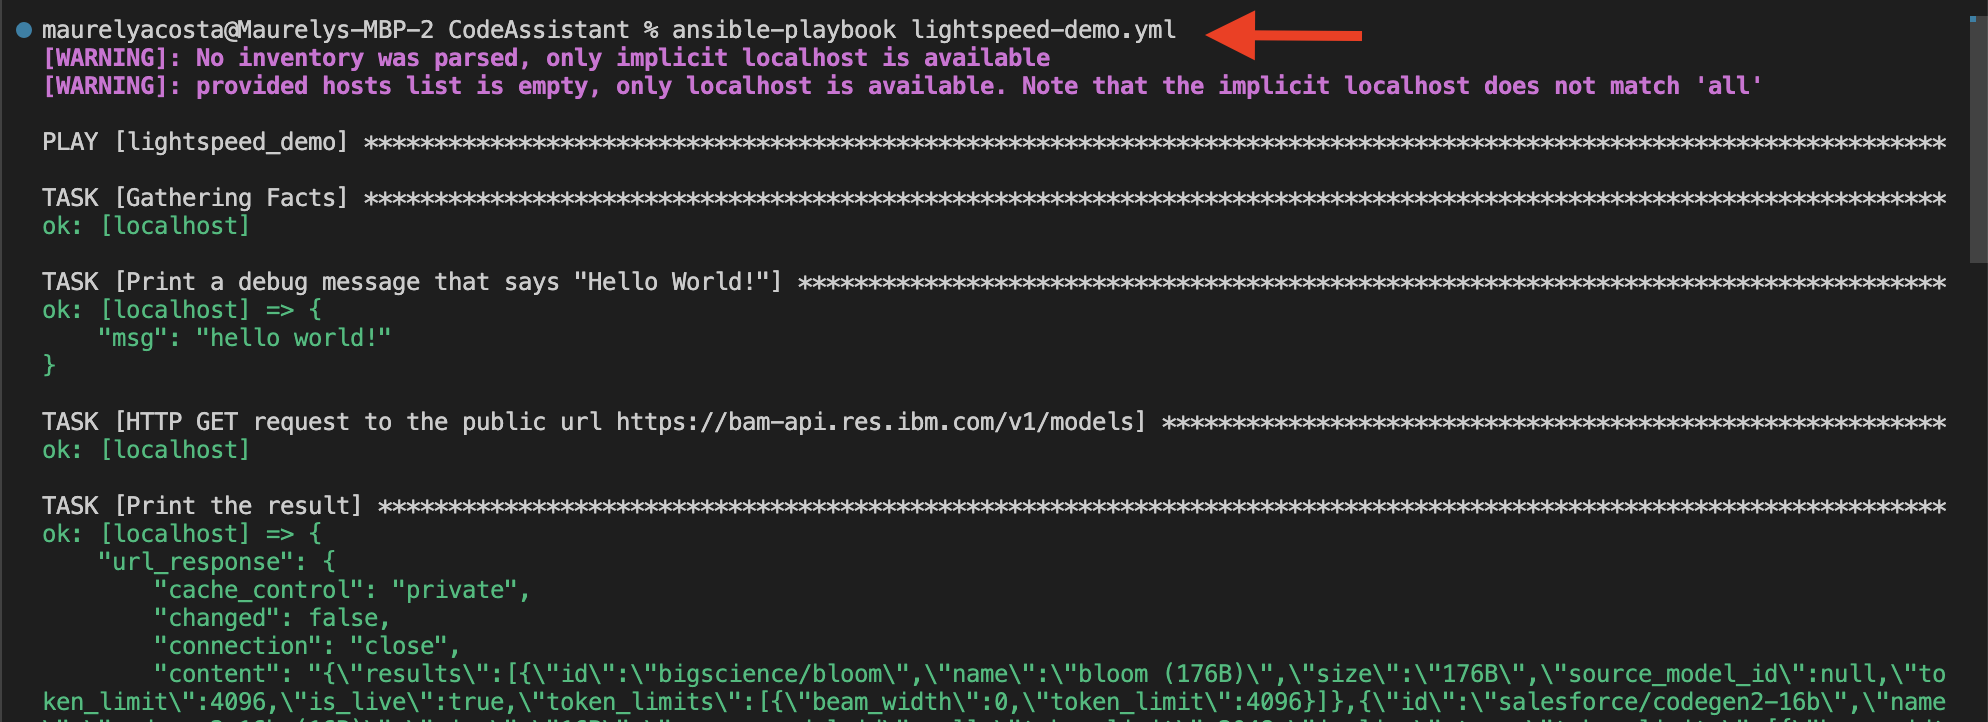 maurelyacosta@Maurelys-MBP-2 CodeAssistant % ansible-playbook lightspeed-demo.yml
[WARNING]: No inventory was parsed, only implicit localhost is available
[WARNING]: provided hosts list is empty, only localhost is available. Note that the implicit localhost does not match 'all'
PLAY [lightspeed_demo] *****************************************************************************************************************
TASK [Gathering Facts] *****************************************************************************************************************
ok: [localhost]
TASK [Print a debug message that says "Hello World!"] **********************************************************************************
ok: [localhost] => {
    "msg": "hello world!"
}
TASK [HTTP GET request to the public url https://bam-api.res.ibm.com/v1/models] ********************************************************
ok: [localhost]
TASK [Print the result] ****************************************************************************************************************
ok: [localhost] => {
    "url_response": {
        "cache_control": "private",
        "changed": false,
        "connection": "close",
        "content": "{\"results\":[{\"id\":\"bigscience/bloom\",\"name\":\"bloom (176B)\",\"size\":\"176B\",\"source_model_id\":null,\"to
ken_limit\":4096,\"is_live\":true,\"token_limits\":[{\"beam_width\":0,\"token_limit\":4096}]},{\"id\":\"salesforce/codegen2-16b\",\"name